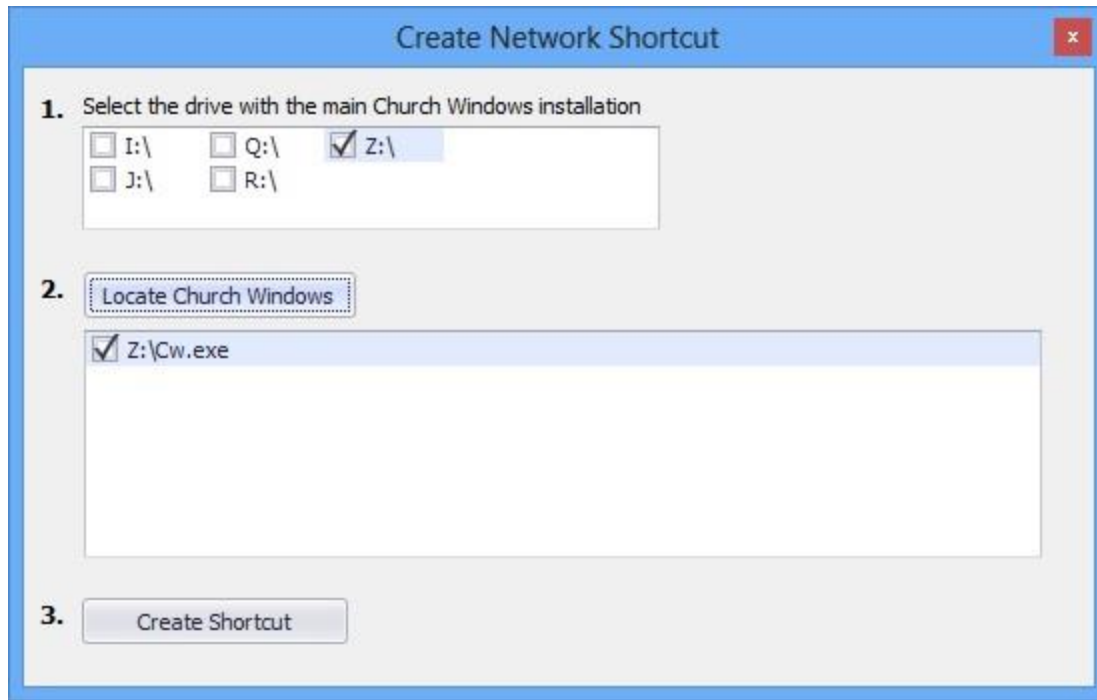 Create Network Shortcut
x
1. Select the drive with the main Church Windows installation
I:\ Q:\ Z:\
J:\ R:\
2. Locate Church Windows
Z:\Cw.exe
3. Create Shortcut